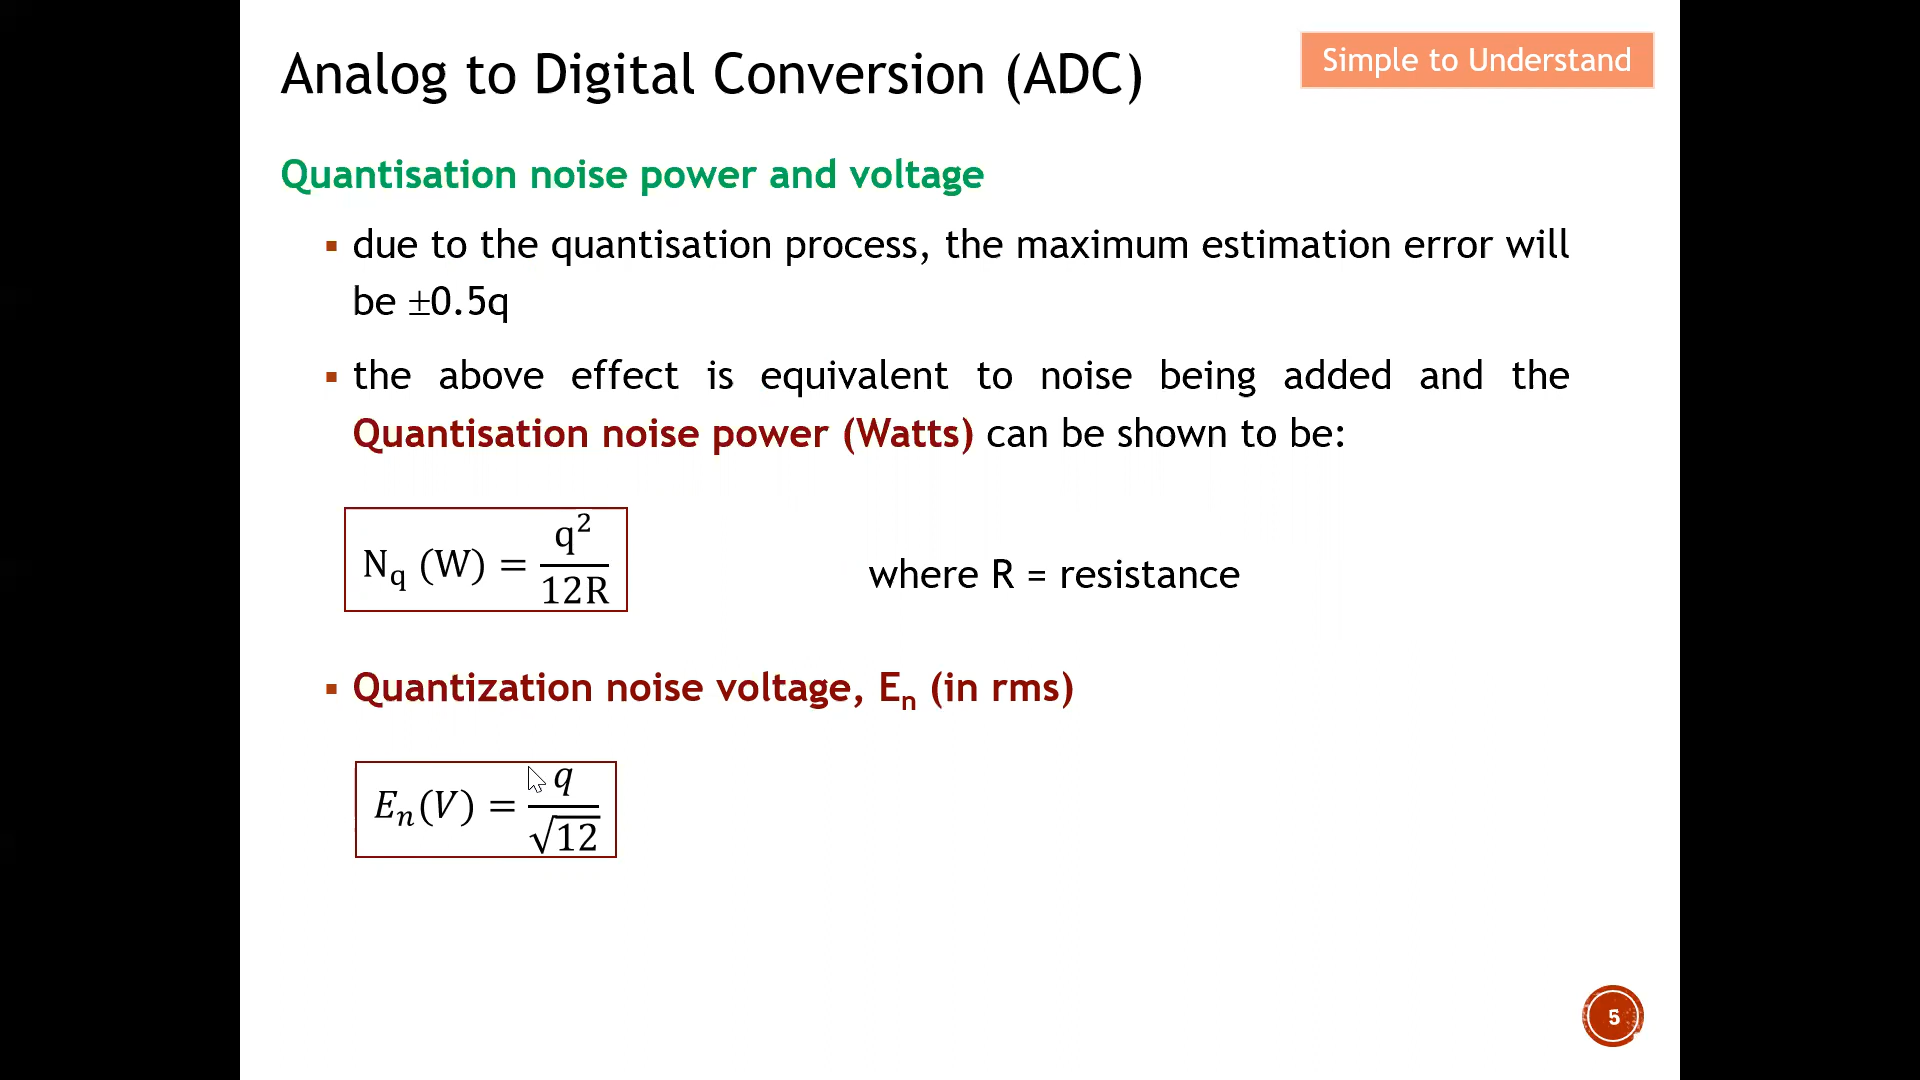 Analog to Digital Conversion (ADC)
Simple to Understand
Quantisation noise power and voltage
▪ due to the quantisation process, the maximum estimation error will
be ±0.5q
▪ the above effect is equivalent to noise being added and the
Quantisation noise power (Watts) can be shown to be:
N_q (W) = q²/12R
where R = resistance
▪ Quantization noise voltage, E_n (in rms)
E_n(V) = q/√12
5